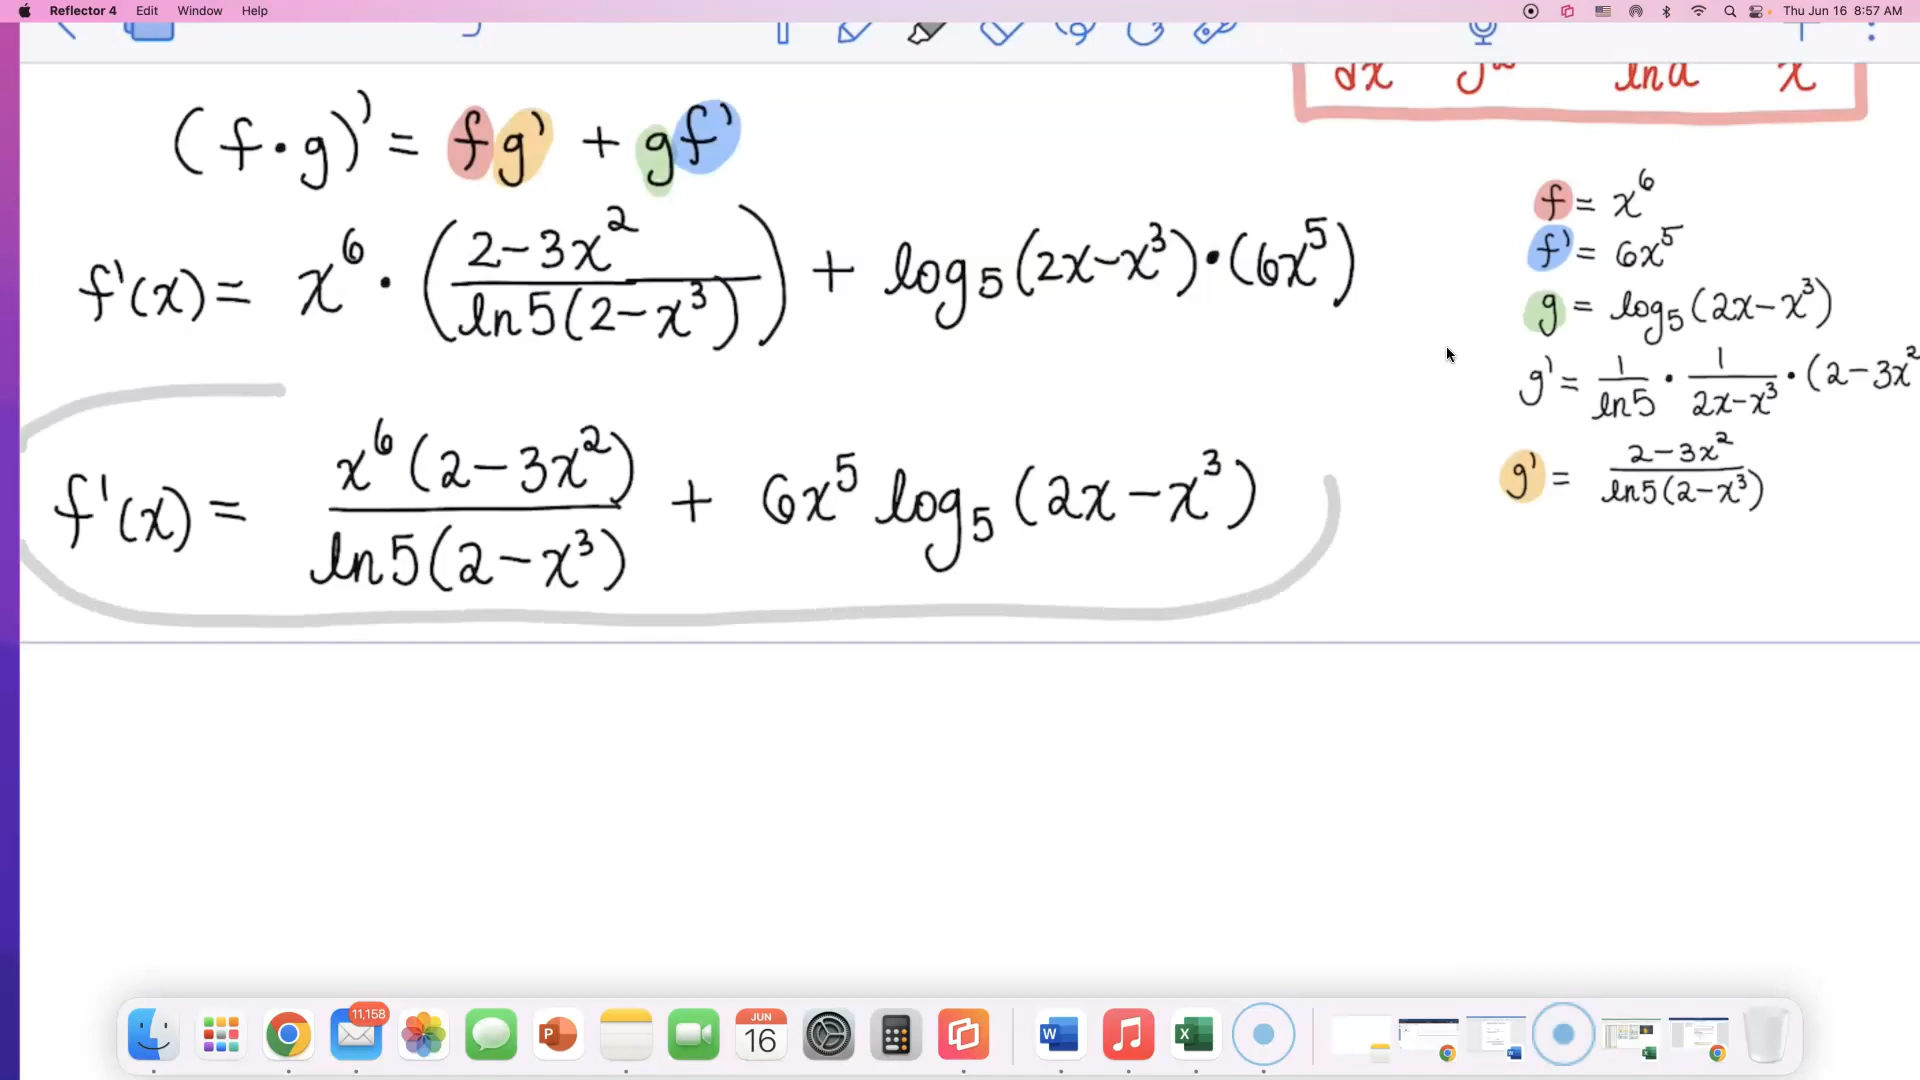 Reflector 4 Edit Window Help Thu Jun 16 8:57 AM
(f·g)' = fg' + gf'
f'(x) = x⁶ · ((2-3x²)/(ln5(2-x³))) + log₅(2x-x³)·(6x⁵)
f'(x) = (x⁶(2-3x²))/(ln5(2-x³)) + 6x⁵ log₅(2x-x³)
ln a x
f = x⁶
f' = 6x⁵
g = log₅(2x-x³)
g' = 1/ln5 · 1/(2x-x³) · (2-3x²
g' = (2-3x²)/(ln5(2-x³))
11,158
JUN
16
P
W
X